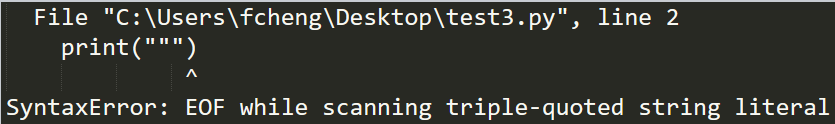 File "C:\Users\fcheng\Desktop\test3.py", line 2
print(""")
^
SyntaxError: EOF while scanning triple-quoted string literal